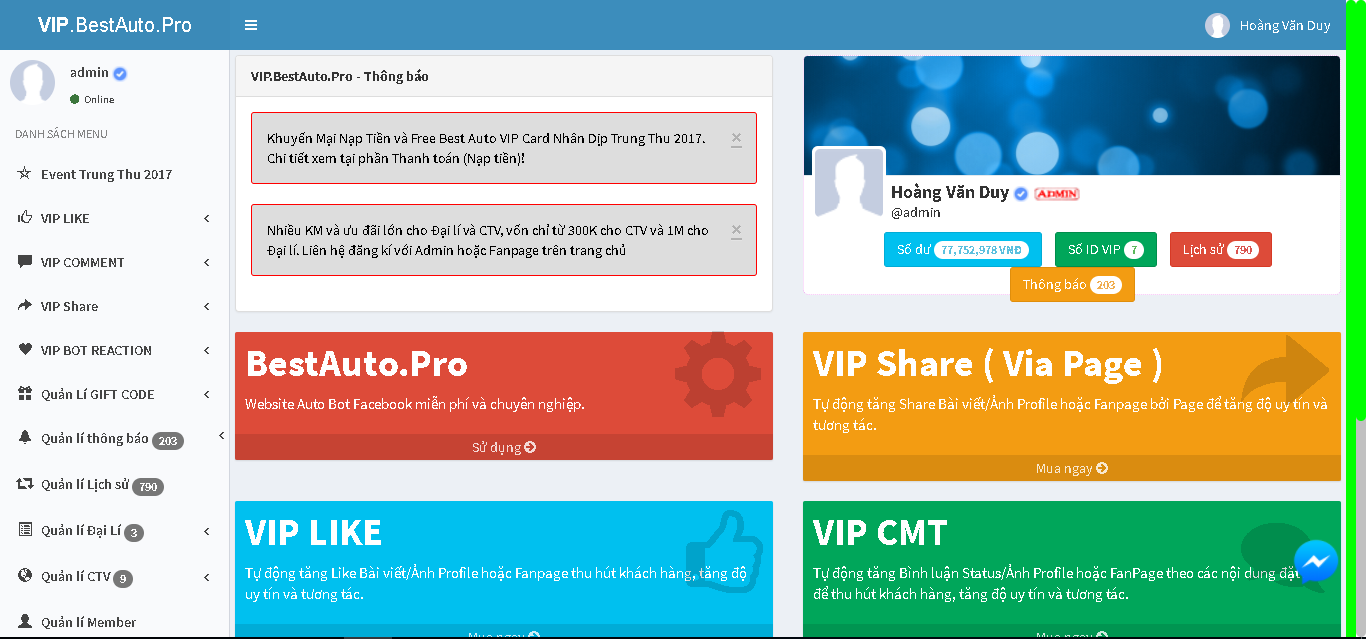 VIP.BestAuto.Pro
Hoàng Văn Duy
admin
Online
DANH SÁCH MENU
Event Trung Thu 2017
VIP LIKE
VIP COMMENT
VIP Share
VIP BOT REACTION
Quản Lí GIFT CODE
Quản lí thông báo 203
Quản lí Lịch sử 790
Quản lí Đại Lí 3
Quản lí CTV 9
Quản lí Member
VIP.BestAuto.Pro - Thông báo
Khuyến Mại Nạp Tiền và Free Best Auto VIP Card Nhân Dịp Trung Thu 2017.
Chi tiết xem tại phần Thanh toán (Nạp tiền)!
×
Nhiều KM và ưu đãi lớn cho Đại lí và CTV, vốn chỉ từ 300K cho CTV và 1M cho
Đại lí. Liên hệ đăng kí với Admin hoặc Fanpage trên trang chủ
×
Hoàng Văn Duy ADMIN
@admin
Số dư 77,752,978 VNĐ
Số ID VIP 7
Lịch sử 790
Thông báo 203
BestAuto.Pro
Website Auto Bot Facebook miễn phí và chuyên nghiệp.
Sử dụng
VIP Share ( Via Page )
Tự động tăng Share Bài viết/Ảnh Profile hoặc Fanpage bởi Page để tăng độ uy tín và
tương tác.
Mua ngay
VIP LIKE
Tự động tăng Like Bài viết/Ảnh Profile hoặc Fanpage thu hút khách hàng, tăng độ
uy tín và tương tác.
Mua ngay
VIP CMT
Tự động tăng Bình luận Status/Ảnh Profile hoặc FanPage theo các nội dung đặt
để thu hút khách hàng, tăng độ uy tín và tương tác.
Mua ngay